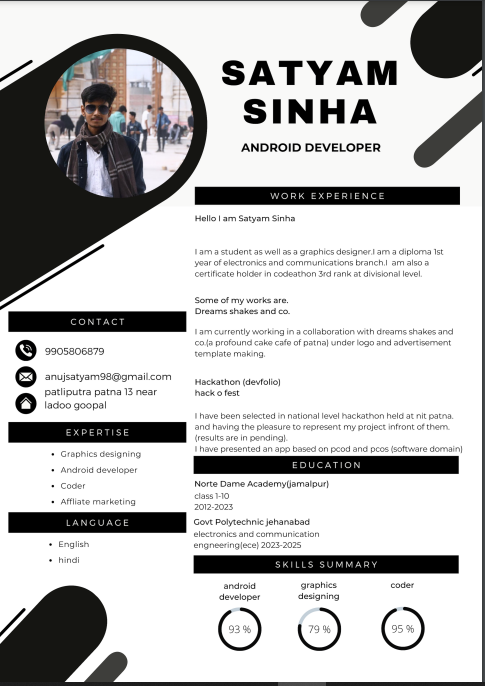 SATYAM
SINHA
ANDROID DEVELOPER
WORK EXPERIENCE
Hello I am Satyam Sinha
I am a student as well as a graphics designer.I am a diploma 1st
year of electronics and communications branch.I am also a
certificate holder in codeathon 3rd rank at divisional level.
Some of my works are.
Dreams shakes and co.
I am currently working in a collaboration with dreams shakes and
co.(a profound cake cafe of patna) under logo and advertisement
template making.
Hackathon (devfolio)
hack o fest
I have been selected in national level hackathon held at nit patna.
and having the pleasure to represent my project infront of them.
(results are in pending).
I have presented an app based on pcod and pcos (software domain)
CONTACT
9905806879
anujsatyam98@gmail.com
patliputra patna 13 near
ladoo goopal
EXPERTISE
• Graphics designing
• Android developer
• Coder
• Affliate marketing
LANGUAGE
• English
• hindi
EDUCATION
Norte Dame Academy(jamalpur)
class 1-10
2012-2023
Govt Polytechnic jehanabad
electronics and communication
engneering(ece) 2023-2025
SKILLS SUMMARY
android
developer
93 %
graphics
designing
79 %
coder
95 %